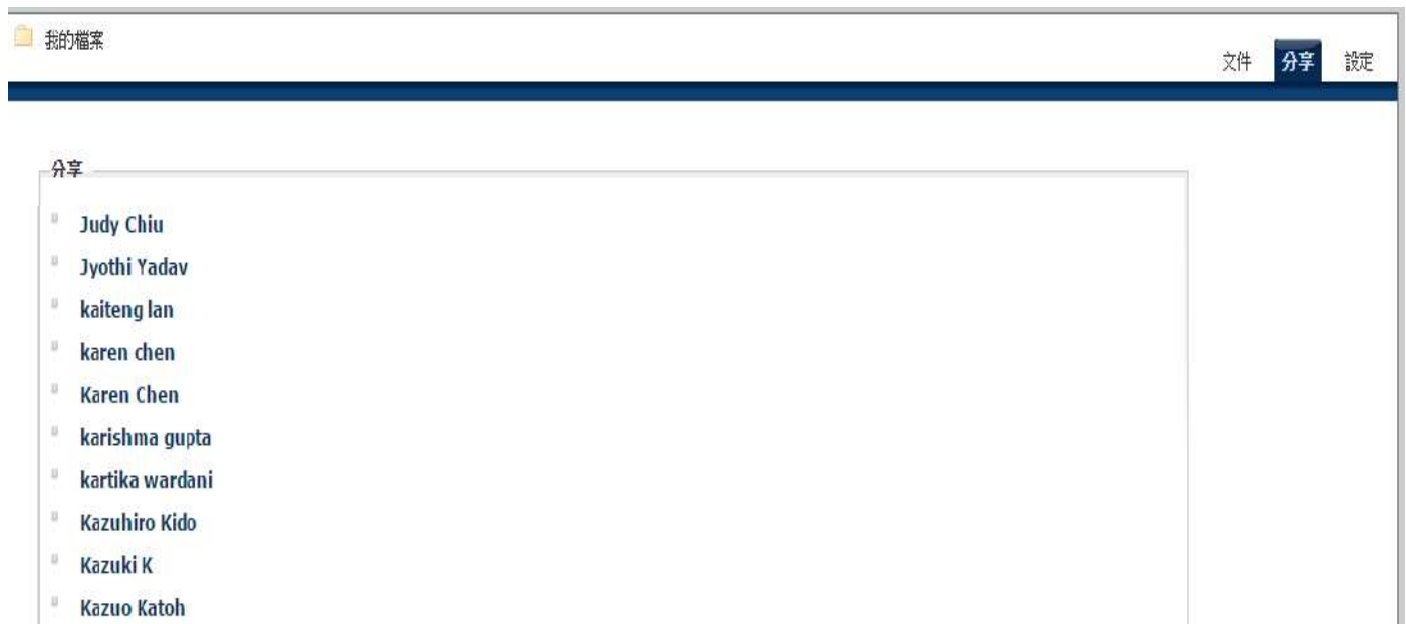 我的檔案
文件 分享 設定
分享
Judy Chiu
Jyothi Yadav
kaiteng lan
karen chen
Karen Chen
karishma gupta
kartika wardani
Kazuhiro Kido
Kazuki K
Kazuo Katoh